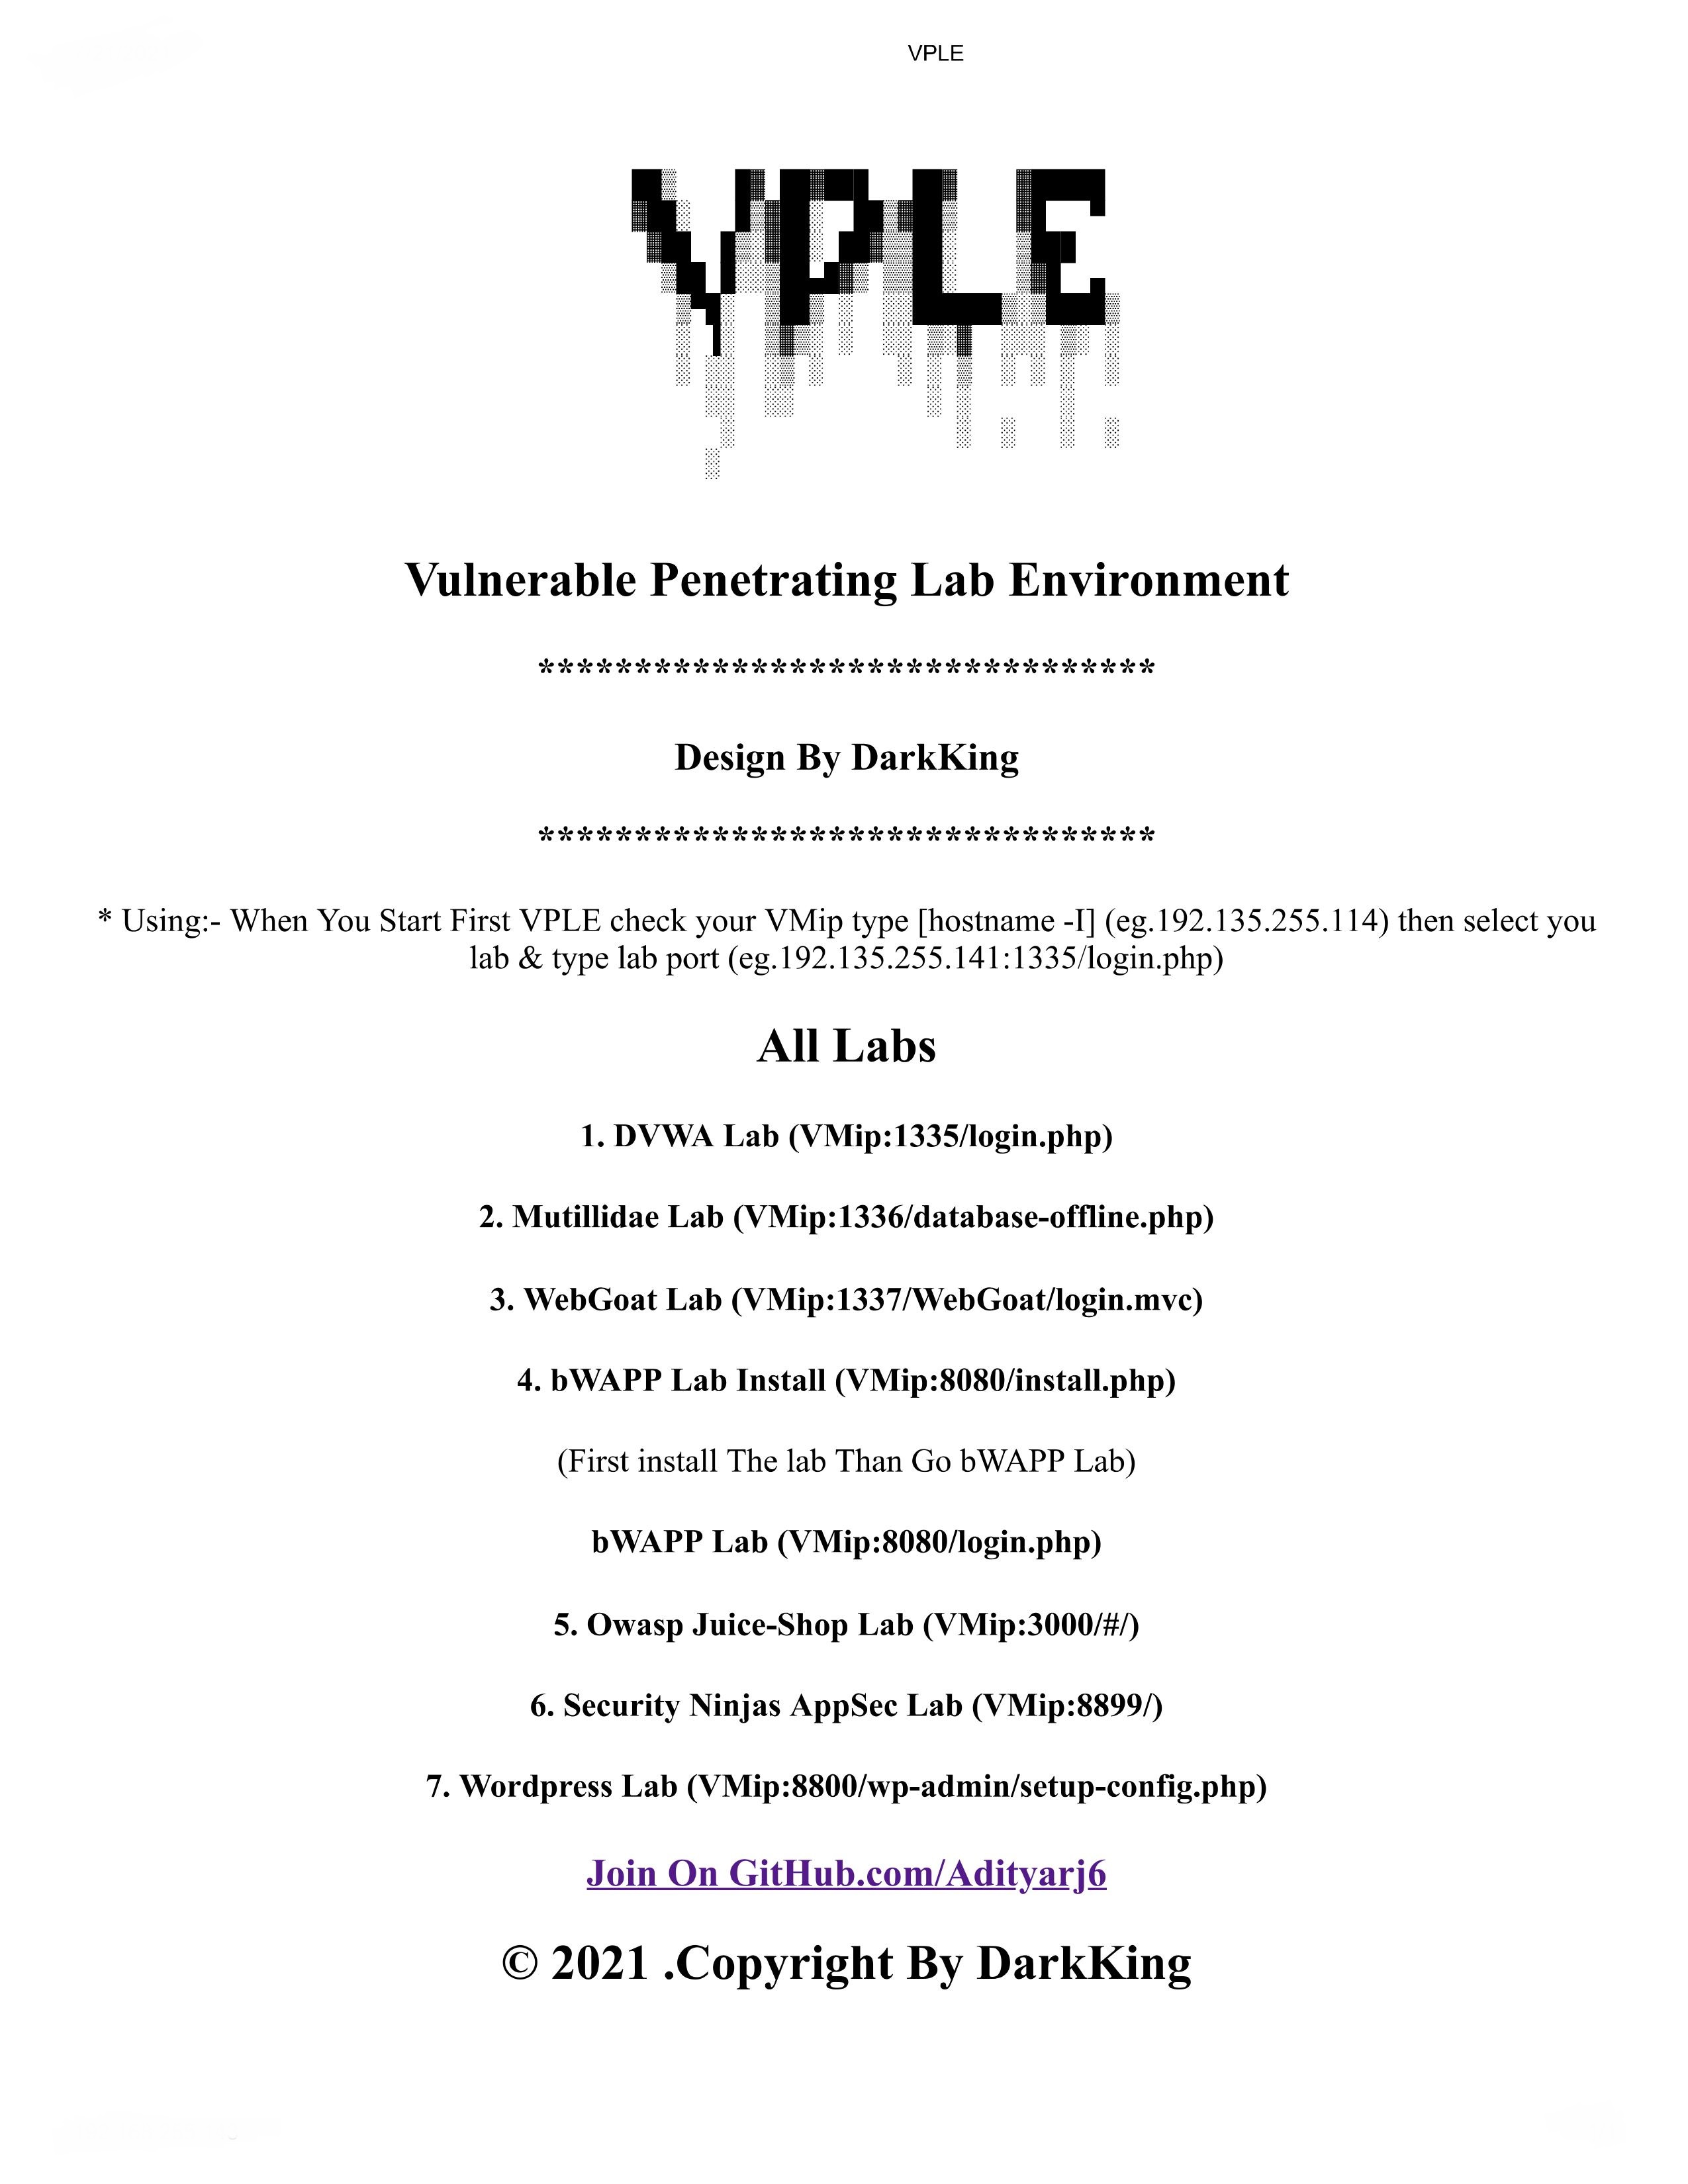 VPLE
VPLE
Vulnerable Penetrating Lab Environment
********************************
Design By DarkKing
********************************
* Using:- When You Start First VPLE check your VMip type [hostname -I] (eg.192.135.255.114) then select you
lab & type lab port (eg.192.135.255.141:1335/login.php)
All Labs
1. DVWA Lab (VMip:1335/login.php)
2. Mutillidae Lab (VMip:1336/database-offline.php)
3. WebGoat Lab (VMip:1337/WebGoat/login.mvc)
4. bWAPP Lab Install (VMip:8080/install.php)
(First install The lab Than Go bWAPP Lab)
bWAPP Lab (VMip:8080/login.php)
5. Owasp Juice-Shop Lab (VMip:3000/#/)
6. Security Ninjas AppSec Lab (VMip:8899/)
7. Wordpress Lab (VMip:8800/wp-admin/setup-config.php)
Join On GitHub.com/Adityarj6
© 2021 .Copyright By DarkKing